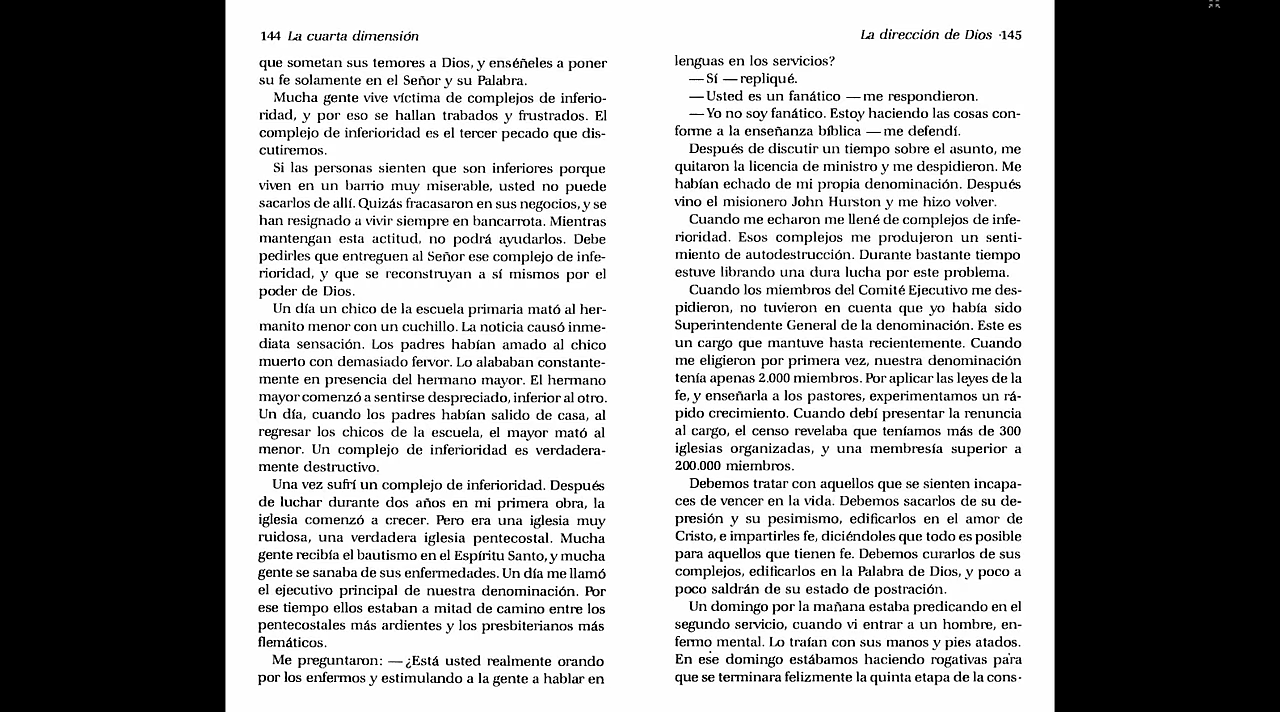 144 La cuarta dimensión
que sometan sus temores a Dios, y enséñeles a poner
su fe solamente en el Señor y su Palabra.
Mucha gente vive víctima de complejos de inferio-
ridad, y por eso se hallan trabados y frustrados. El
complejo de inferioridad es el tercer pecado que dis-
cutiremos.
Si las personas sienten que son inferiores porque
viven en un barrio muy miserable, usted no puede
sacarlos de allí. Quizás fracasaron en sus negocios, y se
han resignado a vivir siempre en bancarrota. Mientras
mantengan esta actitud, no podrá ayudarlos. Debe
pedirles que entreguen al Señor ese complejo de infe-
rioridad, y que se reconstruyan a sí mismos por el
poder de Dios.
Un día un chico de la escuela primaria mató al her-
manito menor con un cuchillo. La noticia causó inme-
diata sensación. Los padres habían amado al chico
muerto con demasiado fervor. Lo alababan constante-
mente en presencia del hermano mayor. El hermano
mayor comenzó a sentirse despreciado, inferior al otro.
Un día, cuando los padres habían salido de casa, al
regresar los chicos de la escuela, el mayor mató al
menor. Un complejo de inferioridad es verdadera-
mente destructivo.
Una vez sufrí un complejo de inferioridad. Después
de luchar durante dos años en mi primera obra, la
iglesia comenzó a crecer. Pero era una iglesia muy
ruidosa, una verdadera iglesia pentecostal. Mucha
gente recibía el bautismo en el Espíritu Santo, y mucha
gente se sanaba de sus enfermedades. Un día me llamó
el ejecutivo principal de nuestra denominación. Por
ese tiempo ellos estaban a mitad de camino entre los
pentecostales más ardientes y los presbiterianos más
flemáticos.
Me preguntaron: —¿Está usted realmente orando
por los enfermos y estimulando a la gente a hablar en
La dirección de Dios ·145
lenguas en los servicios?
—Sí —repliqué.
—Usted es un fanático —me respondieron.
—Yo no soy fanático. Estoy haciendo las cosas con-
forme a la enseñanza bíblica —me defendí.
Después de discutir un tiempo sobre el asunto, me
quitaron la licencia de ministro y me despidieron. Me
habían echado de mi propia denominación. Después
vino el misionero John Hurston y me hizo volver.
Cuando me echaron me llené de complejos de infe-
rioridad. Esos complejos me produjeron un senti-
miento de autodestrucción. Durante bastante tiempo
estuve librando una dura lucha por este problema.
Cuando los miembros del Comité Ejecutivo me des-
pidieron, no tuvieron en cuenta que yo había sido
Superintendente General de la denominación. Este es
un cargo que mantuve hasta recientemente. Cuando
me eligieron por primera vez, nuestra denominación
tenía apenas 2.000 miembros. Por aplicar las leyes de la
fe, y enseñarla a los pastores, experimentamos un rá-
pido crecimiento. Cuando debí presentar la renuncia
al cargo, el censo revelaba que teníamos más de 300
iglesias organizadas, y una membresía superior a
200.000 miembros.
Debemos tratar con aquellos que se sienten incapa-
ces de vencer en la vida. Debemos sacarlos de su de-
presión y su pesimismo, edificarlos en el amor de
Cristo, e impartirles fe, diciéndoles que todo es posible
para aquellos que tienen fe. Debemos curarlos de sus
complejos, edificarlos en la Palabra de Dios, y poco a
poco saldrán de su estado de postración.
Un domingo por la mañana estaba predicando en el
segundo servicio, cuando vi entrar a un hombre, en-
fermo mental. Lo traían con sus manos y pies atados.
En ese domingo estábamos haciendo rogativas para
que se terminara felizmente la quinta etapa de la cons-